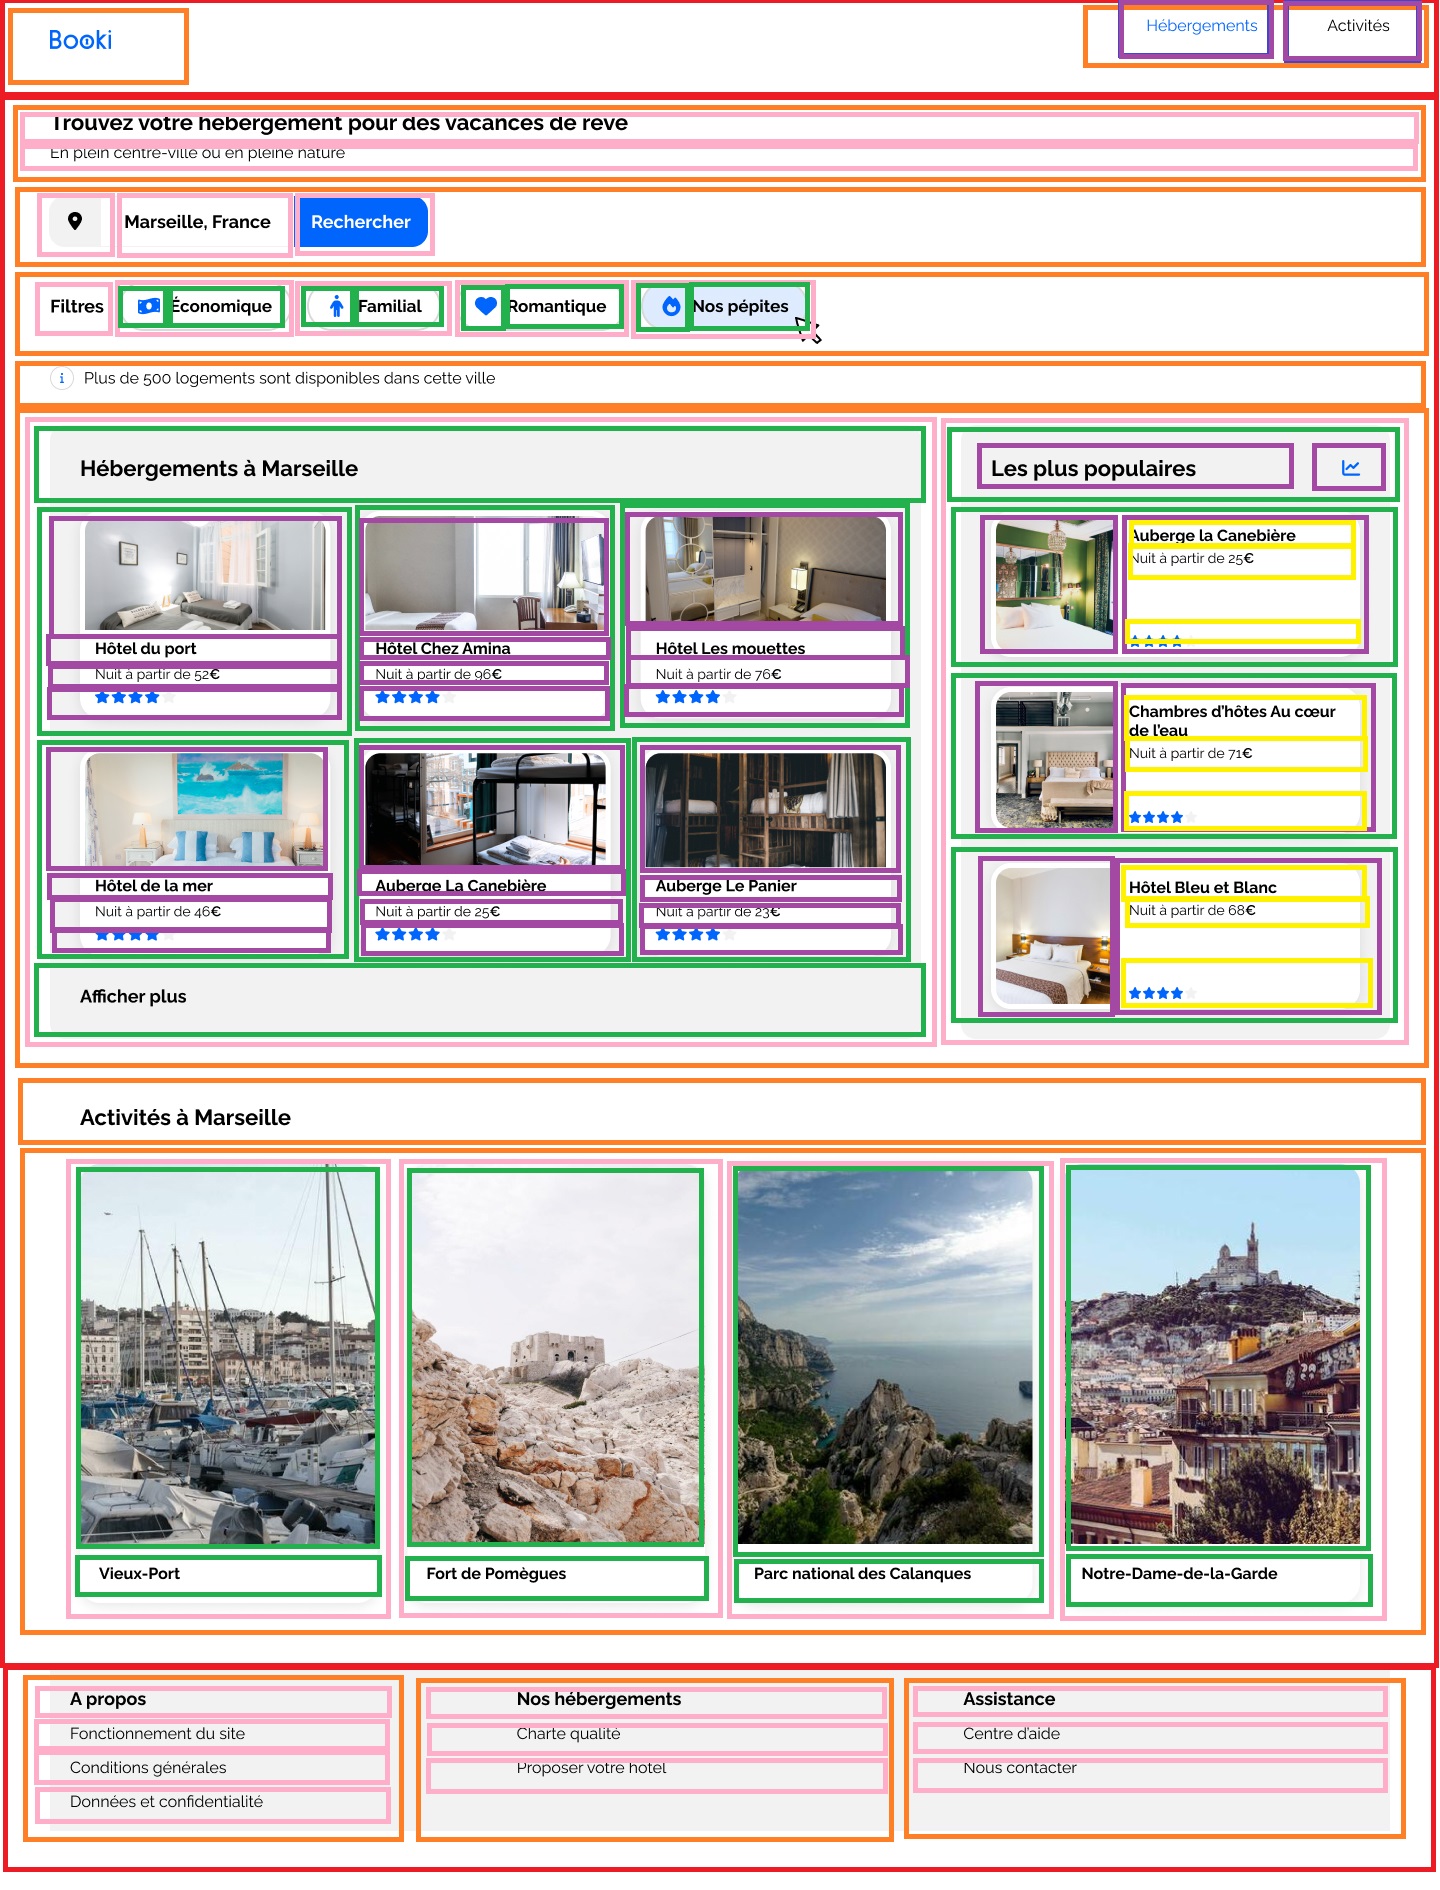 Booki
Hébergements
Activités
Trouvez votre hébergement pour des vacances de rêve
En plein centre-ville ou en pleine nature
Marseille, France
Rechercher
Filtres
Économique
Familial
Romantique
Nos pépites
Plus de 500 logements sont disponibles dans cette ville
Hébergements à Marseille
Hôtel du port
Nuit à partir de 52€
Hôtel Chez Amina
Nuit à partir de 96€
Hôtel Les mouettes
Nuit à partir de 76€
Hôtel de la mer
Nuit à partir de 46€
Auberge La Canebière
Nuit à partir de 25€
Auberge Le Panier
Nuit à partir de 23€
Afficher plus
Les plus populaires
Auberge la Canebière
Nuit à partir de 25€
Chambres d'hôtes Au cœur
de l'eau
Nuit à partir de 71€
Hôtel Bleu et Blanc
Nuit à partir de 68€
Activités à Marseille
Vieux-Port
Fort de Pomègues
Parc national des Calanques
Notre-Dame-de-la-Garde
A propos
Fonctionnement du site
Conditions générales
Données et confidentialité
Nos hébergements
Charte qualité
Proposer votre hôtel
Assistance
Centre d'aide
Nous contacter